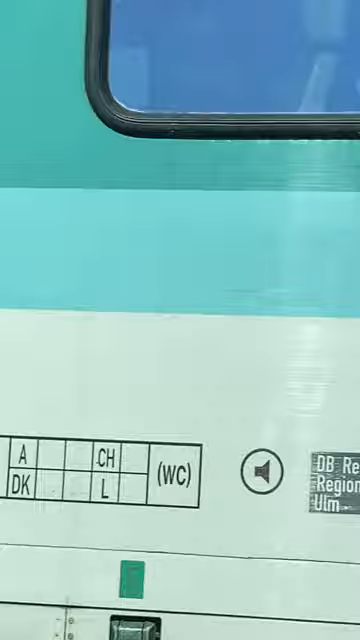 A CH
DK L
(WC)
DB Re
Region
Ulm